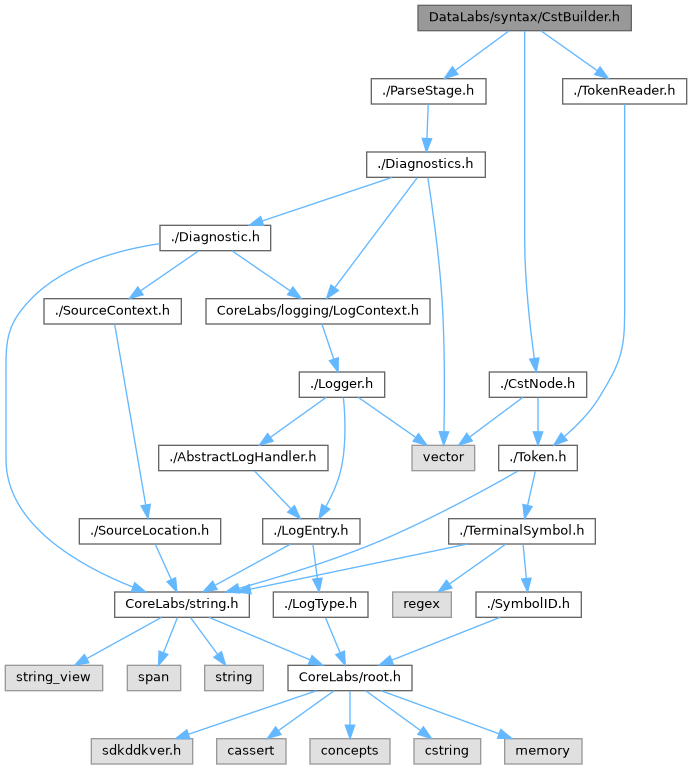 DataLabs/syntax/CstBuilder.h
./ParseStage.h
./TokenReader.h
./Diagnostics.h
./Diagnostic.h
./SourceContext.h
CoreLabs/logging/LogContext.h
./Logger.h
./CstNode.h
./AbstractLogHandler.h
vector
./Token.h
./SourceLocation.h
./LogEntry.h
./TerminalSymbol.h
CoreLabs/string.h
./LogType.h
regex
./SymbolID.h
string_view
span
string
CoreLabs/root.h
sdkddkver.h
cassert
concepts
cstring
memory